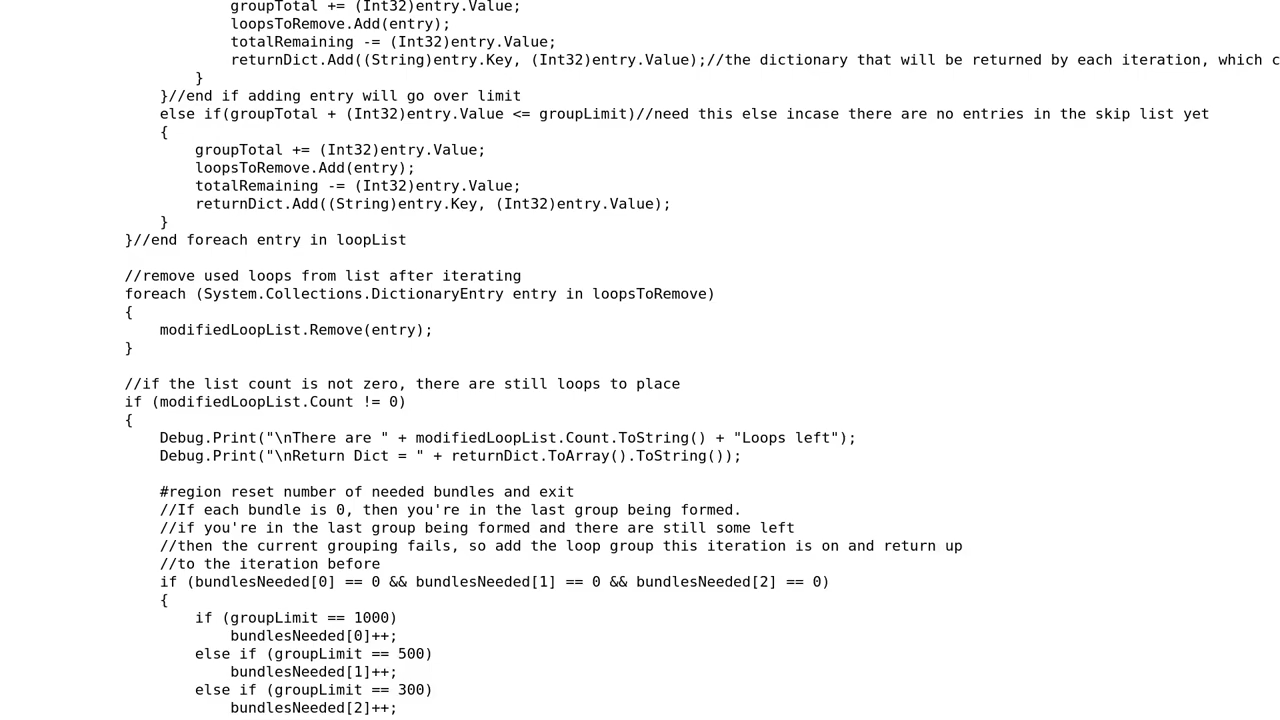 groupTotal += (Int32)entry.Value;
loopsToRemove.Add(entry);
totalRemaining -= (Int32)entry.Value;
returnDict.Add((String)entry.Key, (Int32)entry.Value);//the dictionary that will be returned by each iteration, which c
}
}//end if adding entry will go over limit
else if(groupTotal + (Int32)entry.Value <= groupLimit)//need this else incase there are no entries in the skip list yet
{
groupTotal += (Int32)entry.Value;
loopsToRemove.Add(entry);
totalRemaining -= (Int32)entry.Value;
returnDict.Add((String)entry.Key, (Int32)entry.Value);
}
}//end foreach entry in loopList
//remove used loops from list after iterating
foreach (System.Collections.DictionaryEntry entry in loopsToRemove)
{
modifiedLoopList.Remove(entry);
}
//if the list count is not zero, there are still loops to place
if (modifiedLoopList.Count != 0)
{
Debug.Print("\nThere are " + modifiedLoopList.Count.ToString() + "Loops left");
Debug.Print("\nReturn Dict = " + returnDict.ToArray().ToString());
#region reset number of needed bundles and exit
//If each bundle is 0, then you're in the last group being formed.
//if you're in the last group being formed and there are still some left
//then the current grouping fails, so add the loop group this iteration is on and return up
//to the iteration before
if (bundlesNeeded[0] == 0 && bundlesNeeded[1] == 0 && bundlesNeeded[2] == 0)
{
if (groupLimit == 1000)
bundlesNeeded[0]++;
else if (groupLimit == 500)
bundlesNeeded[1]++;
else if (groupLimit == 300)
bundlesNeeded[2]++;